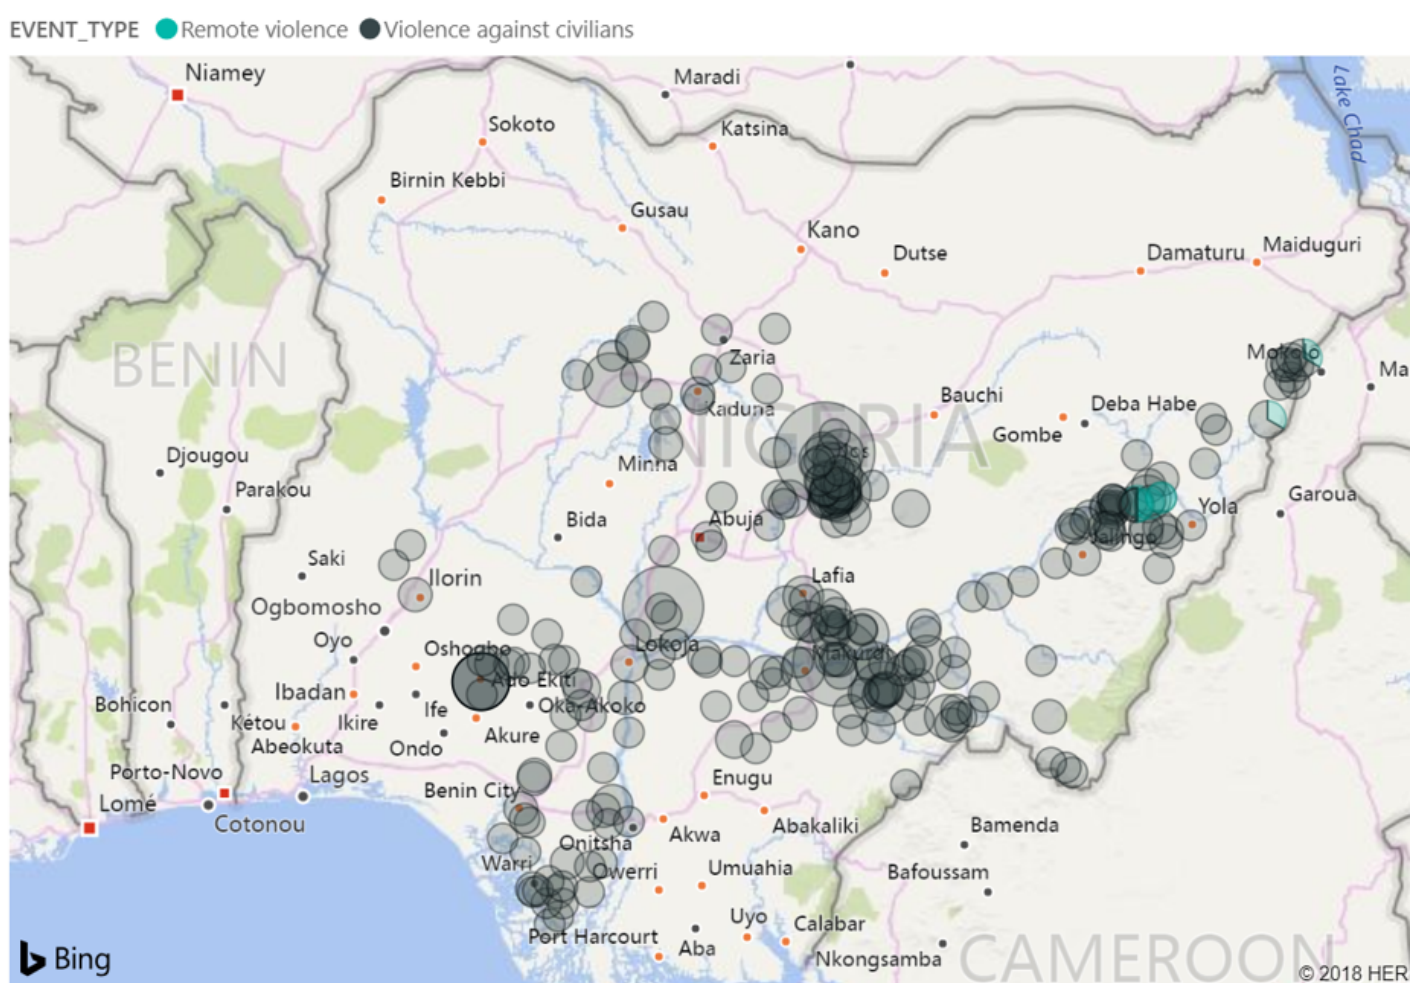 EVENT_TYPE Remote violence Violence against civilians
Niamey
Maradi
Lake Chad
Sokoto
Katsina
Birnin Kebbi
Gusau
Kano
Dutse
Damaturu
Maiduguri
BENIN
Zaria
Mokolo
Ma
Kaduna
NIGERIA
Bauchi
Deba Habe
Gombe
Djougou
Minna
Jos
Parakou
Garoua
Yola
Bida
Abuja
Jalingo
Saki
Ilorin
Lafia
Ogbomosho
Oyo
Oshogbo
Lokoja
Makurdi
Ado Ekiti
Ibadan
Bohicon
Ife
Oka-Akoko
Kétou
Ikire
Akure
Abeokuta
Ondo
Porto-Novo
Lagos
Enugu
Benin City
Lomé
Cotonou
Abakaliki
Bamenda
Akwa
Onitsha
Warri
Owerri
Umuahia
Bafoussam
Uyo
Calabar
Port Harcourt
Aba
Nkongsamba
CAMEROON
Bing
© 2018 HER